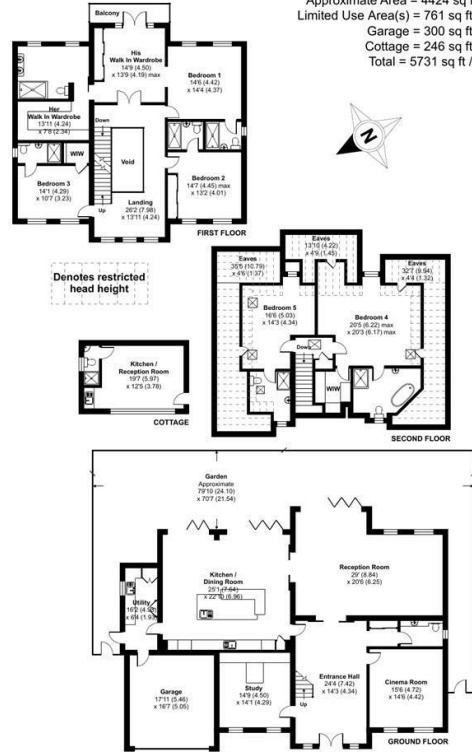 Approximate Area = 4424 sq ft
Limited Use Area(s) = 761 sq ft
Garage = 300 sq ft
Cottage = 246 sq ft
Total = 5731 sq ft /
N
Balcony
His
Walk In Wardrobe
14'9 (4.50)
x 13'9 (4.19) max
Bedroom 1
14'6 (4.42)
x 14'4 (4.37)
Her
Walk In Wardrobe
13'11 (4.24)
x 7'8 (2.34)
Down
Void
WIW
Bedroom 3
14'1 (4.29)
x 10'7 (3.23)
Bedroom 2
14'7 (4.45) max
x 13'2 (4.01)
Landing
26'2 (7.98)
x 13'11 (4.24)
Up
FIRST FLOOR
Denotes restricted
head height
Eaves
35'5 (10.79)
x 4'6 (1.37)
Eaves
13'10 (4.22)
x 4'9 (1.45)
Eaves
32'7 (9.94)
x 4'4 (1.32)
Bedroom 5
16'6 (5.03)
x 14'3 (4.34)
Bedroom 4
20'5 (6.22) max
x 20'3 (6.17) max
Down
WIW
SECOND FLOOR
Kitchen /
Reception Room
19'7 (5.97)
x 12'5 (3.78)
COTTAGE
Garden
Approximate
79'10 (24.10)
x 70'7 (21.54)
Kitchen /
Dining Room
25'1 (7.64)
x 22'10 (6.96)
Reception Room
29' (8.84)
x 20'6 (6.25)
Utility
x 6'4 (1.93)
Garage
17'11 (5.46)
x 16'7 (5.05)
Study
14'9 (4.50)
x 14'1 (4.29)
Entrance Hall
24'4 (7.42)
x 14'3 (4.34)
Up
Cinema Room
15'6 (4.72)
x 14'6 (4.42)
GROUND FLOOR